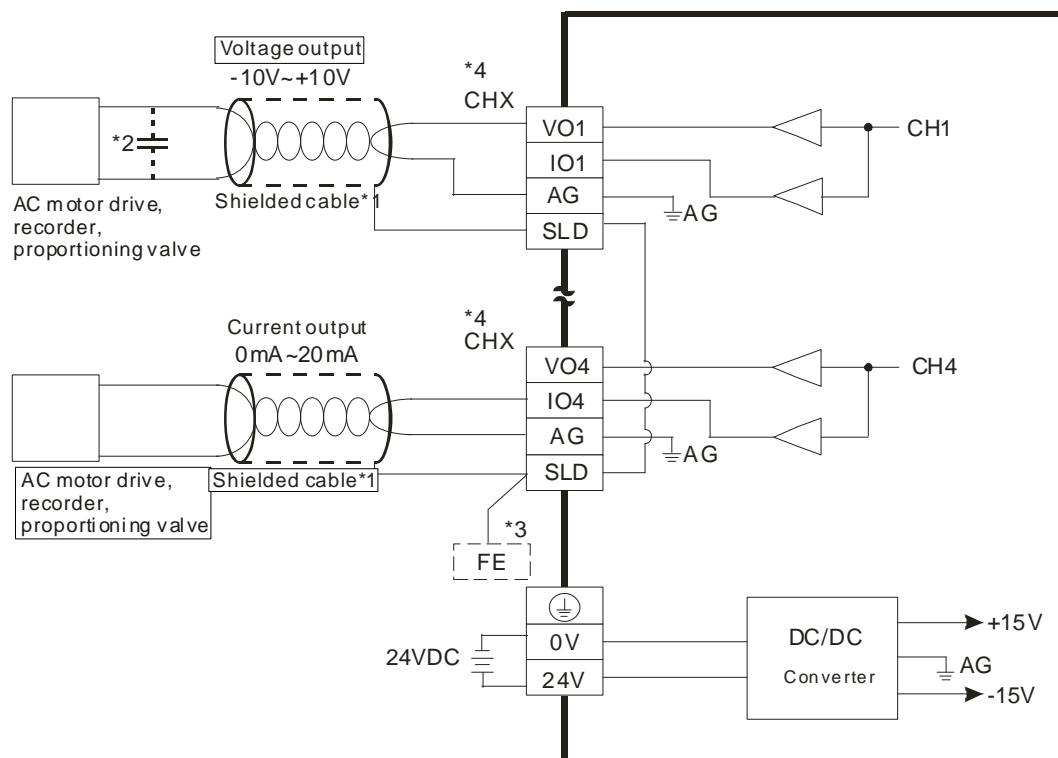 Voltage output
-10V~+10V
*4
CHX
*2
VO1
IO1
AG
SLD
CH1
AG
Shielded cable*1
AC motor drive,
recorder,
proportioning valve
Current output
0mA~20mA
*4
CHX
VO4
IO4
AG
SLD
CH4
AG
Shielded cable*1
AC motor drive,
recorder,
proportioning valve
*3
FE
24VDC
0V
24V
DC/DC
Converter
+15V
AG
-15V